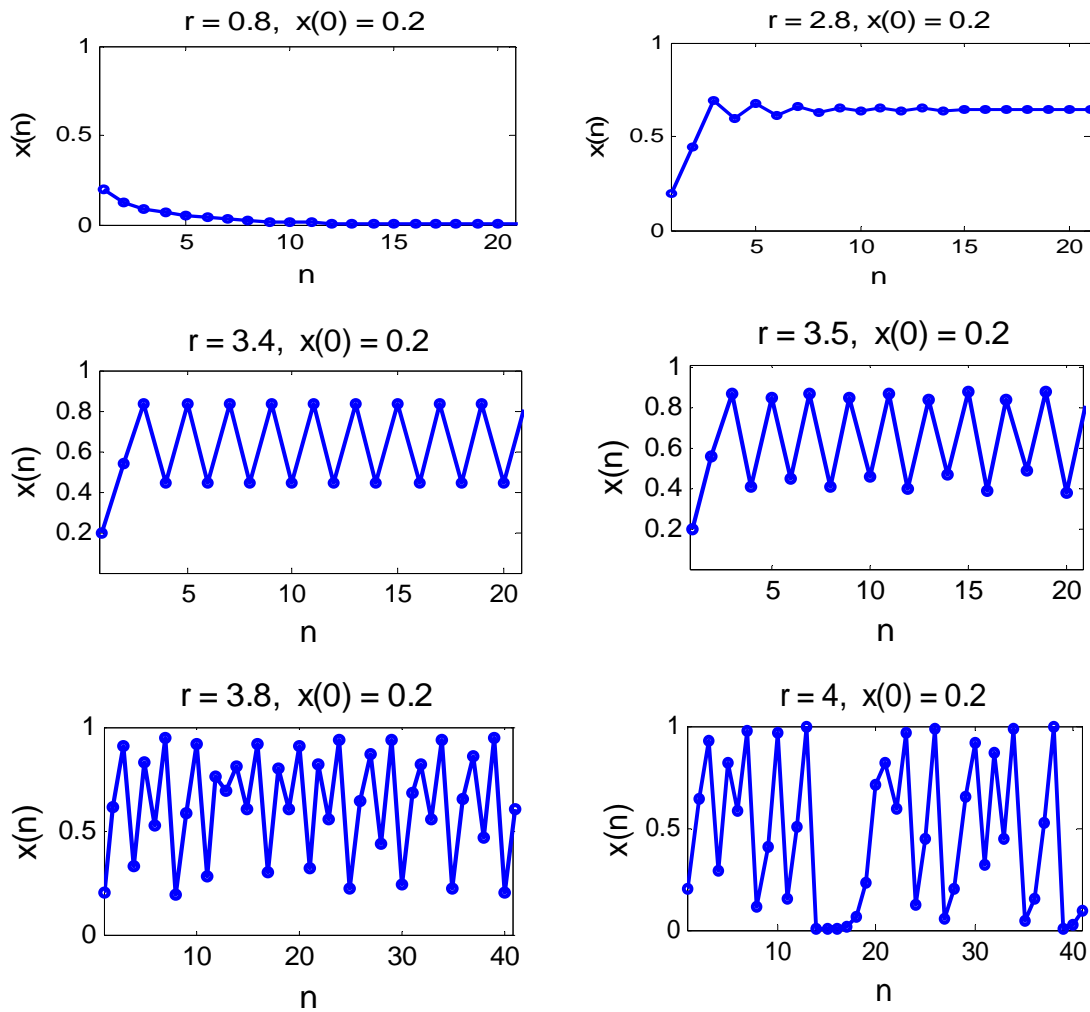 r = 0.8, x(0) = 0.2
1
0.5
0
x(n)
5
10
15
20
n
r = 2.8, x(0) = 0.2
1
0.5
0
x(n)
5
10
15
20
n
r = 3.4, x(0) = 0.2
1
0.8
0.6
0.4
0.2
x(n)
5
10
15
20
n
r = 3.5, x(0) = 0.2
1
0.8
0.6
0.4
0.2
x(n)
5
10
15
20
n
r = 3.8, x(0) = 0.2
1
0.5
0
x(n)
10
20
30
40
n
r = 4, x(0) = 0.2
1
0.5
0
x(n)
10
20
30
40
n